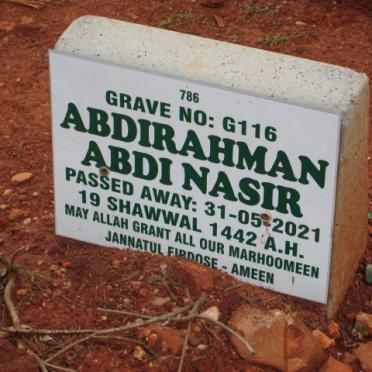 786
GRAVE NO: G116
ABDIRAHMAN
ABDI NASIR
PASSED AWAY: 31-05-2021
19 SHAWWAL 1442 A.H.
MAY ALLAH GRANT ALL OUR MARHOOMEEN
JANNATUL FIRDOSE - AMEEN